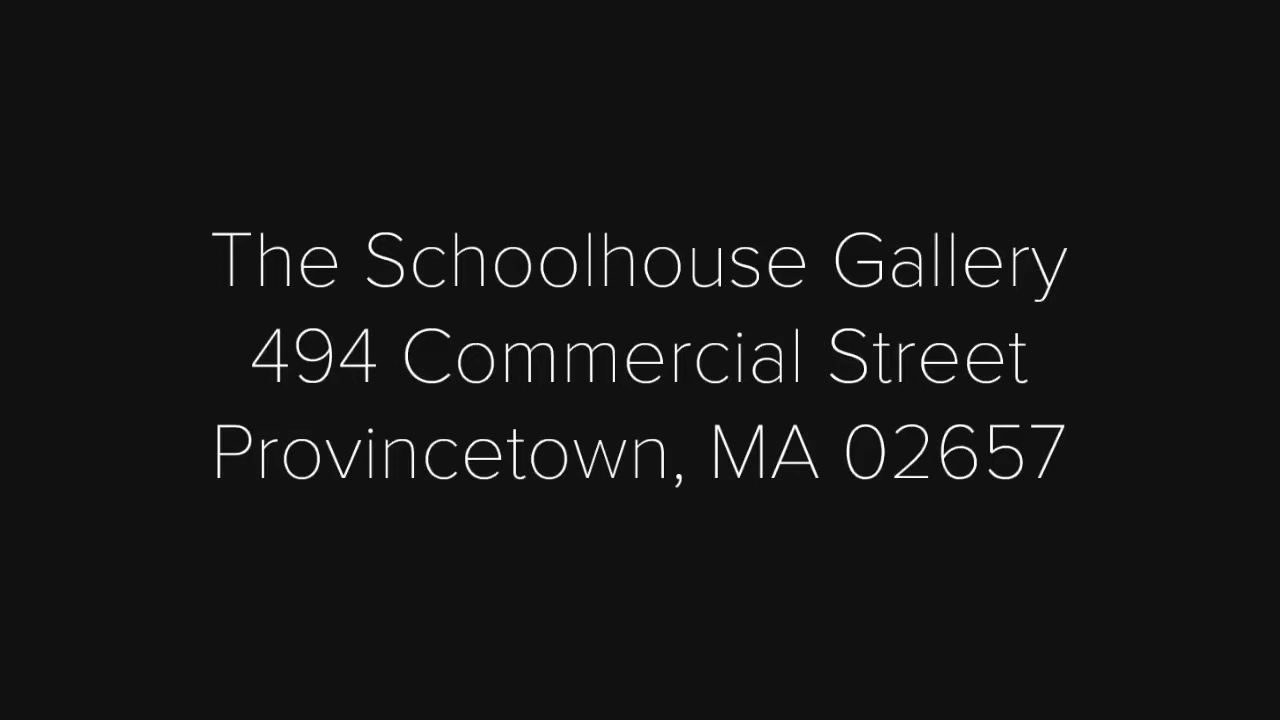 The Schoolhouse Gallery
494 Commercial Street
Provincetown, MA 02657